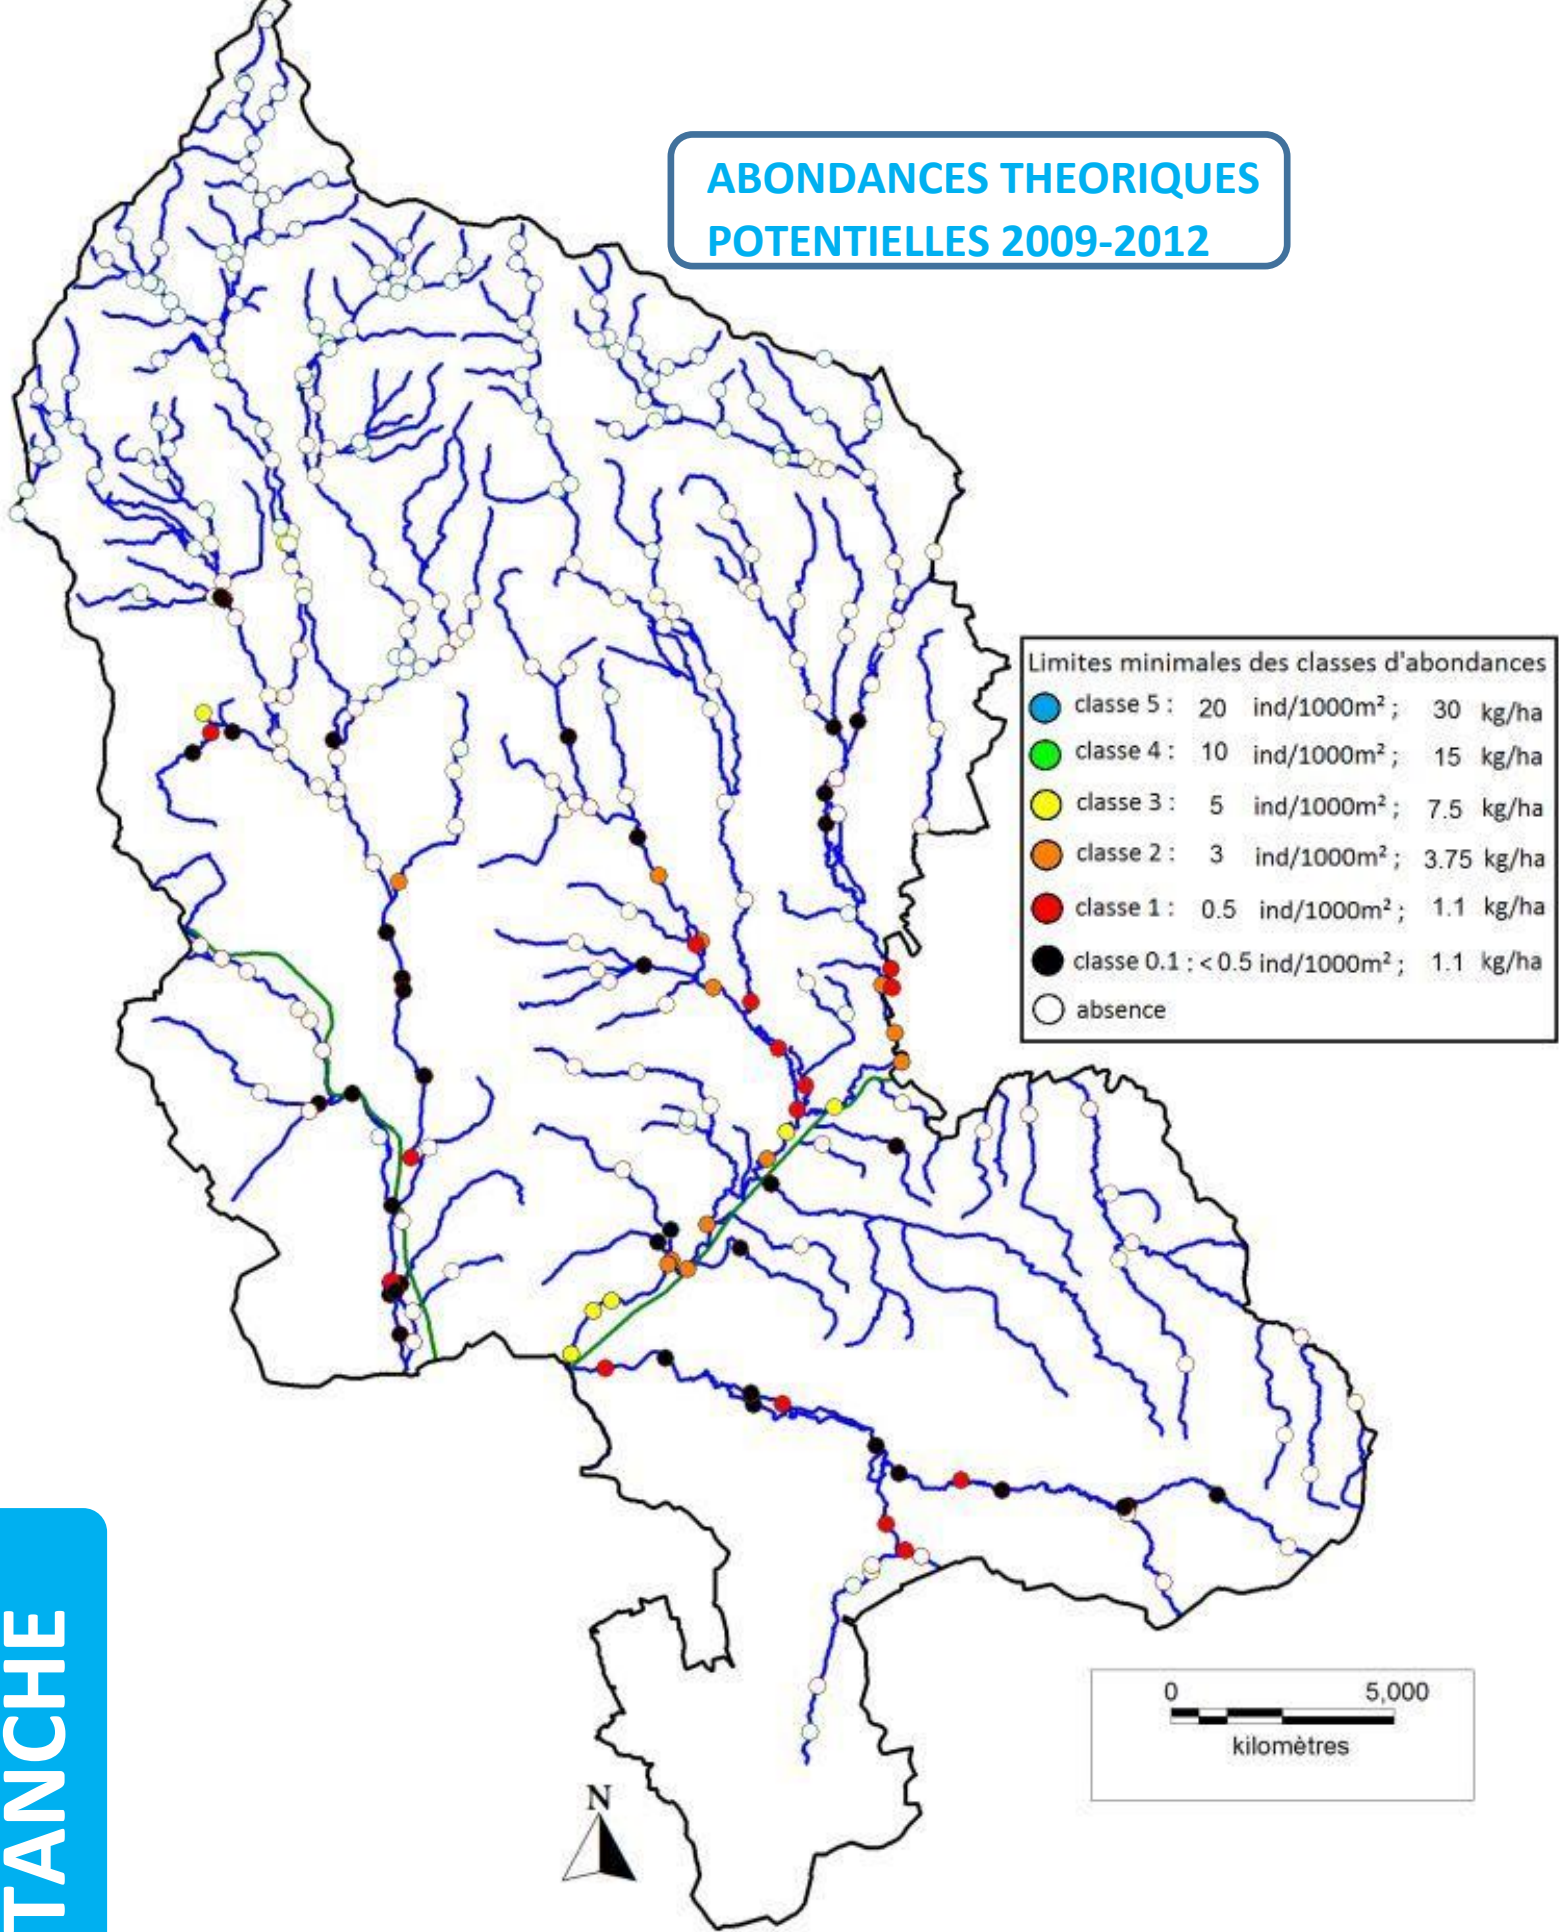 ABONDANCES THEORIQUES
POTENTIELLES 2009-2012
Limites minimales des classes d'abondances
classe 5 : 20 ind/1000m² ; 30 kg/ha
classe 4 : 10 ind/1000m² ; 15 kg/ha
classe 3 : 5 ind/1000m² ; 7.5 kg/ha
classe 2 : 3 ind/1000m² ; 3.75 kg/ha
classe 1 : 0.5 ind/1000m² ; 1.1 kg/ha
classe 0.1 : < 0.5 ind/1000m² ; 1.1 kg/ha
absence
TANCHE
0 5,000
kilomètres
N